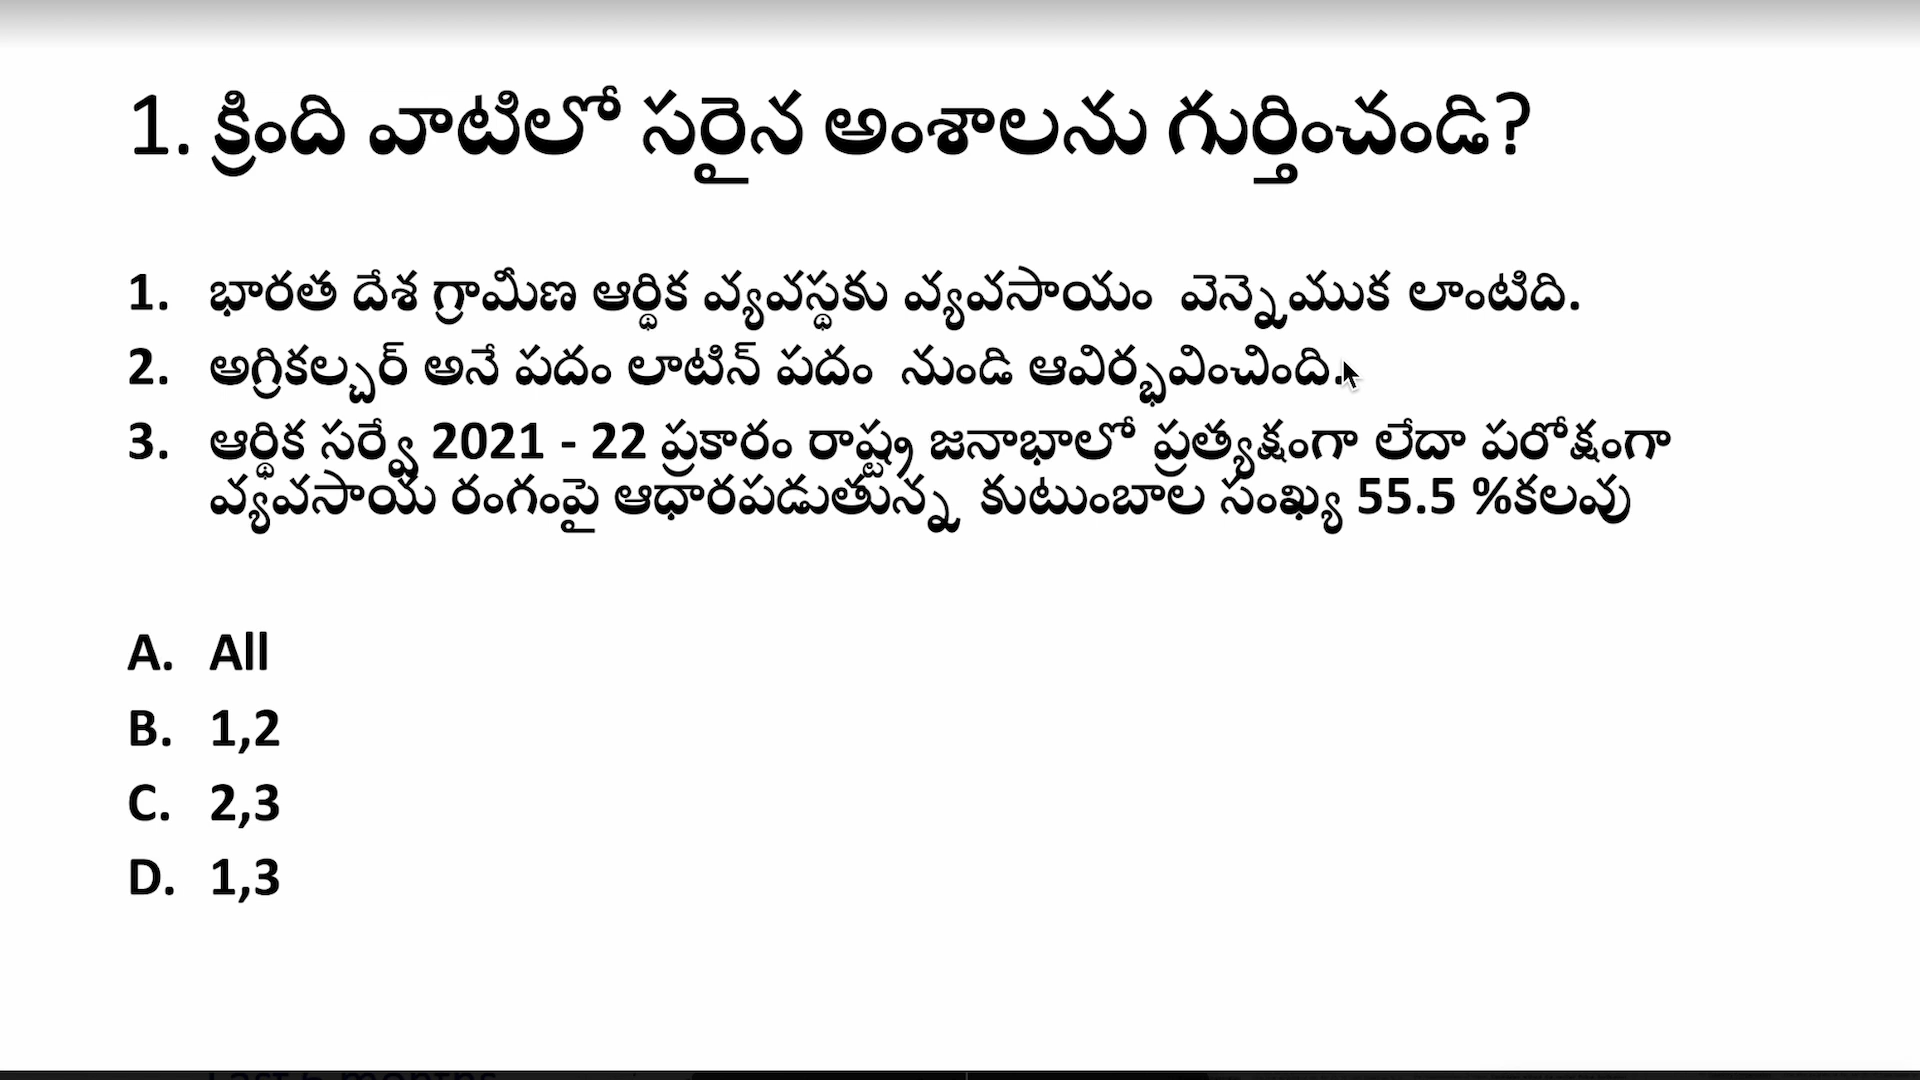 1. క్రింది వాటిలో సరైన అంశాలను గుర్తించండి?
1. భారత దేశ గ్రామీణ ఆర్థిక వ్యవస్థకు వ్యవసాయం వెన్నెముక లాంటిది.
2. అగ్రికల్చర్ అనే పదం లాటిన్ పదం నుండి ఆవిర్భవించింది.
3. ఆర్థిక సర్వే 2021 - 22 ప్రకారం రాష్ట్ర జనాభాలో ప్రత్యక్షంగా లేదా పరోక్షంగా
వ్యవసాయ రంగంపై ఆధారపడుతున్న కుటుంబాల సంఖ్య 55.5 %కలవు
A. All
B. 1,2
C. 2,3
D. 1,3